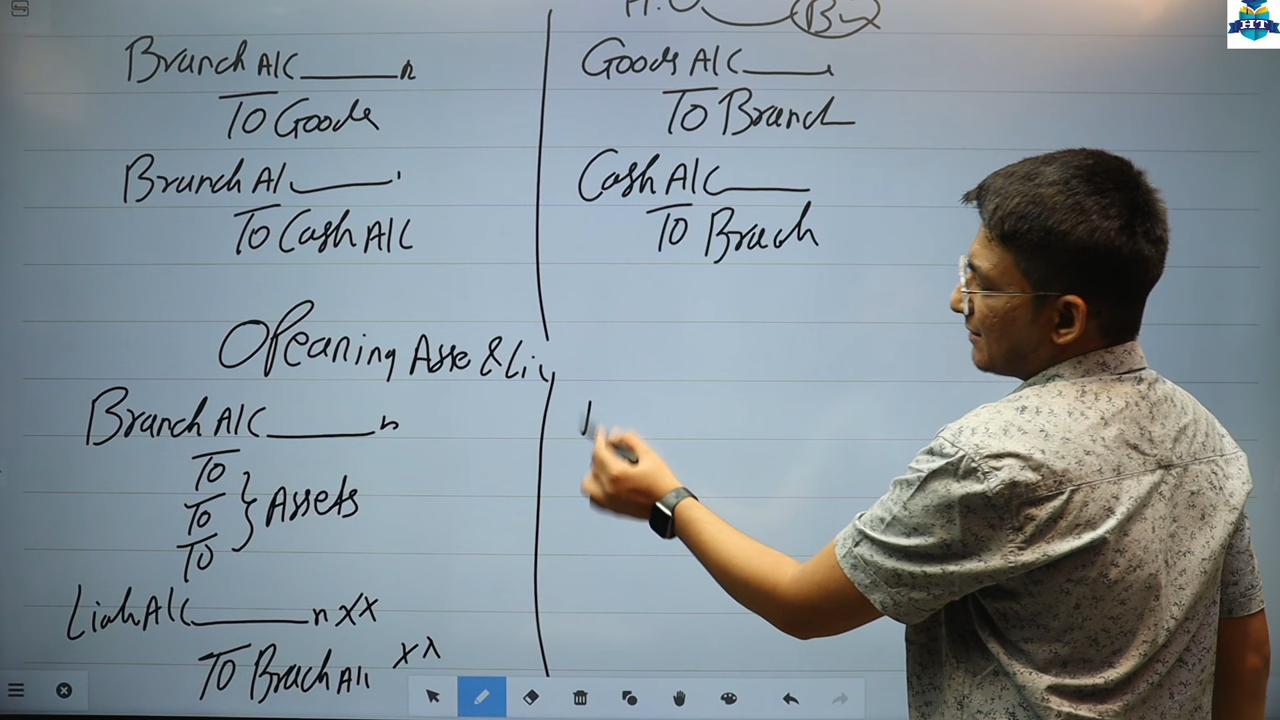 HT
Branch A/C
To Goods
Branch A/
To Cash A/C
Goods A/C
To Branch
Cash A/C
To Brach
OPeaning Asse & Li
Branch A/C
To
To
To
Assets
Liab A/C XX
To Brach A/c XX